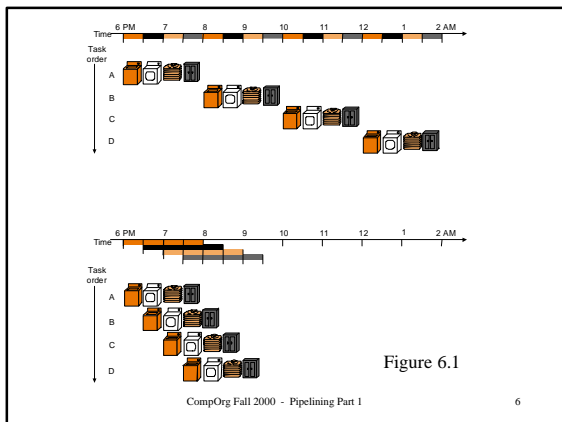 6 PM 7 8 9 10 11 12 1 2 AM
Time
Task
order
A
B
C
D
6 PM 7 8 9 10 11 12 1 2 AM
Time
Task
order
A
B
C
D
Figure 6.1
CompOrg Fall 2000 - Pipelining Part 1 6